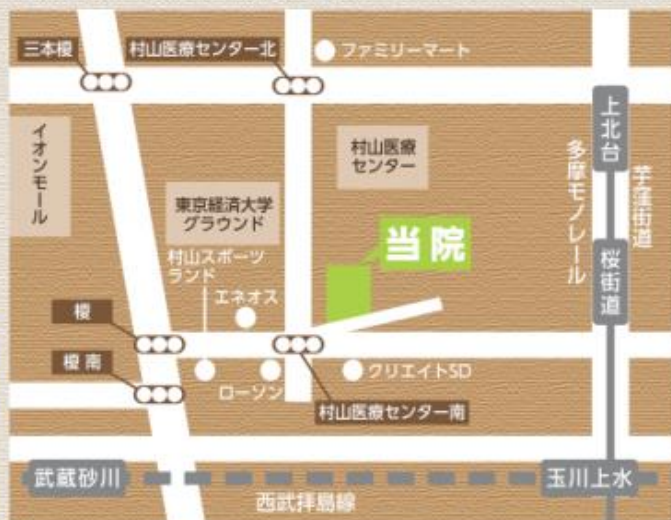 三本榎
村山医療センター北
ファミリーマート
イオンモール
村山医療
センター
上北台
多摩モノレール
芋窪街道
東京経済大学
グラウンド
当院
村山スポーツ
ランド
エネオス
桜街道
榎
榎南
ローソン
クリエイトSD
村山医療センター南
武蔵砂川
玉川上水
西武拝島線